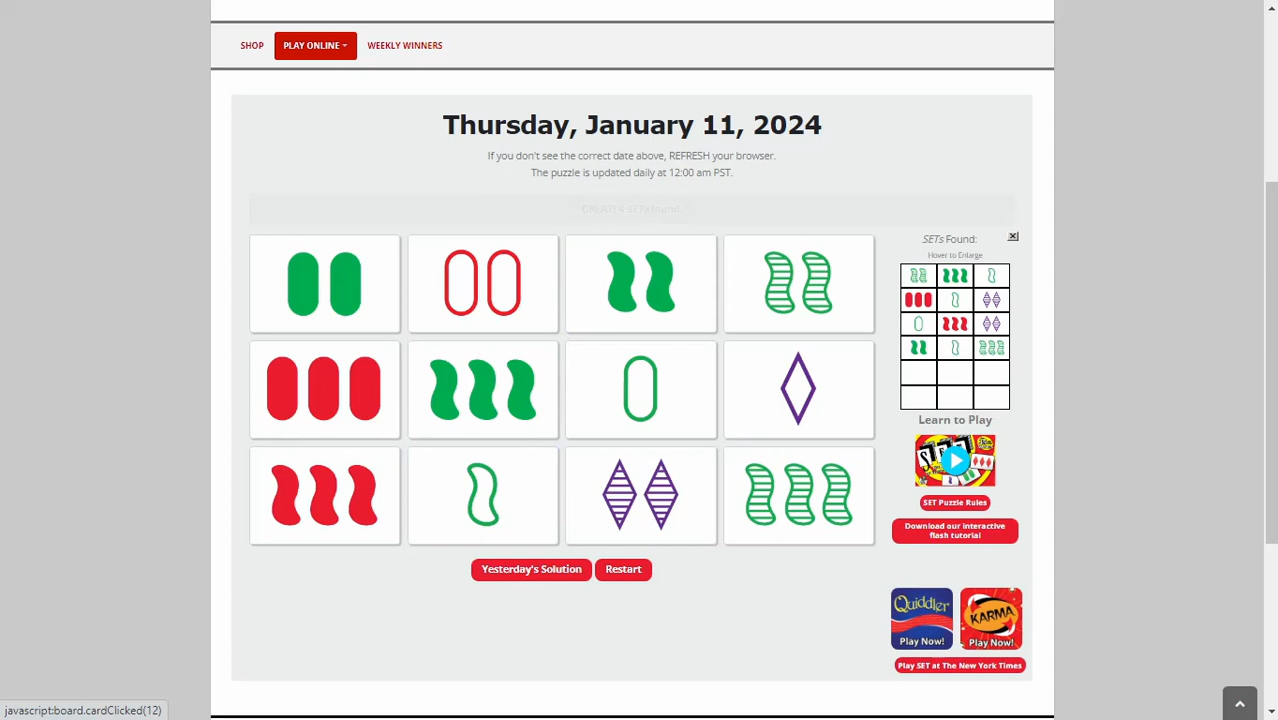 SHOP
PLAY ONLINE
WEEKLY WINNERS
Thursday, January 11, 2024
If you don't see the correct date above, REFRESH your browser.
The puzzle is updated daily at 12:00 am PST.
SETs Found:
Hover to Enlarge
Learn to Play
SET Puzzle Rules
Download our interactive
flash tutorial
Yesterday's Solution
Restart
Quiddler
Play Now!
KARMA
Play Now!
Play SET at The New York Times
javascript:board.cardClicked(12)